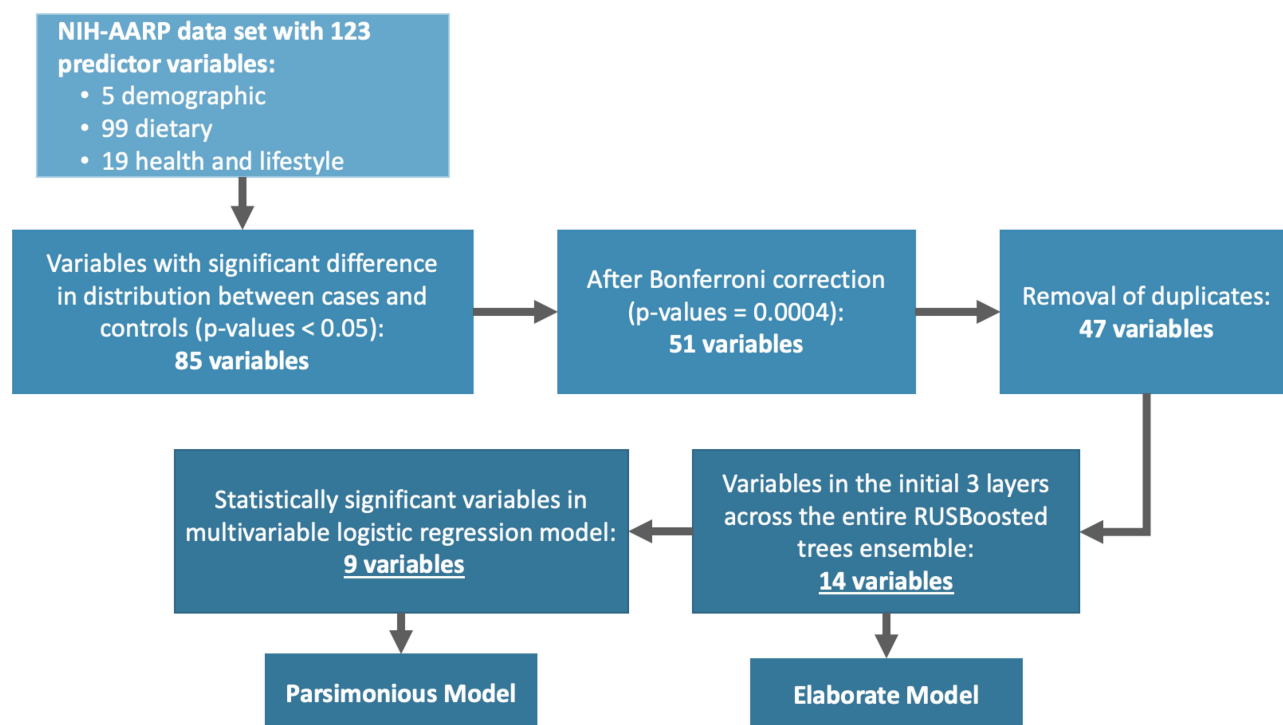 NIH-AARP data set with 123
predictor variables:
• 5 demographic
• 99 dietary
• 19 health and lifestyle
Variables with significant difference
in distribution between cases and
controls (p-values < 0.05):
85 variables
After Bonferroni correction
(p-values = 0.0004):
51 variables
Removal of duplicates:
47 variables
Variables in the initial 3 layers
across the entire RUSBoosted
trees ensemble:
14 variables
Statistically significant variables in
multivariable logistic regression model:
9 variables
Parsimonious Model
Elaborate Model